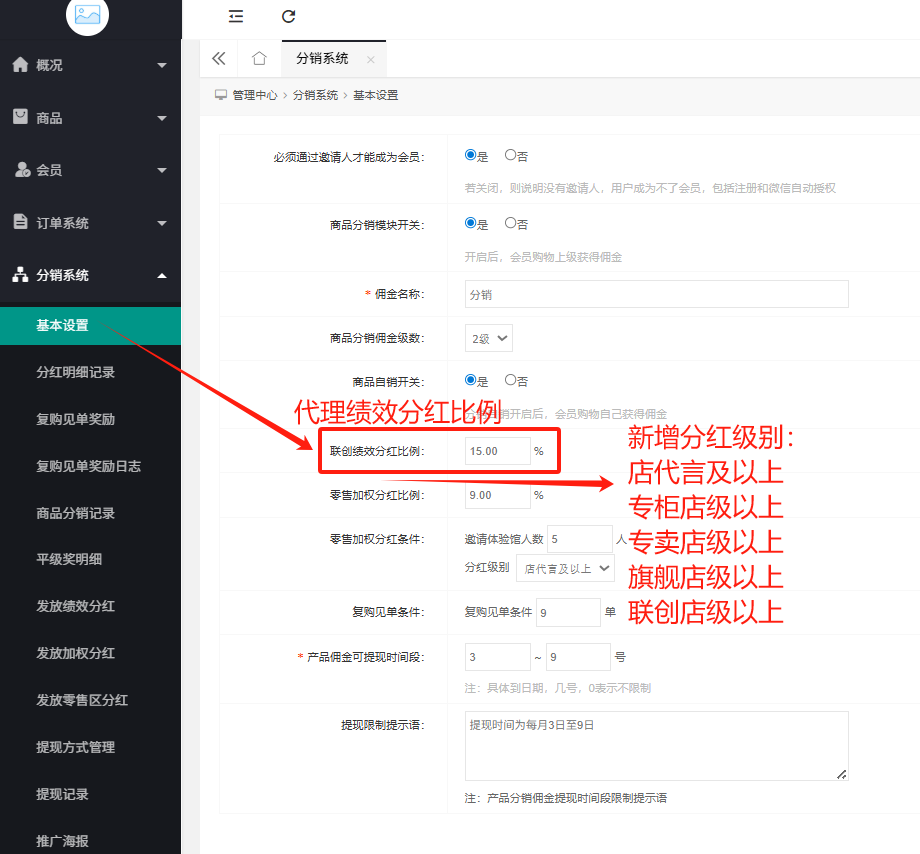 概况
商品
会员
订单系统
分销系统
基本设置
分红明细记录
复购见单奖励
复购见单奖励日志
商品分销记录
平级奖明细
发放绩效分红
发放加权分红
发放零售区分红
提现方式管理
提现记录
推广海报
分销系统
管理中心 > 分销系统 > 基本设置
必须通过邀请人才能成为会员: 是 否
若关闭，则说明没有邀请人，用户成为不了会员，包括注册和微信自动授权
商品分销模块开关: 是 否
开启后，会员购物上级获得佣金
* 佣金名称: 分销
商品分销佣金级数: 2级
商品自销开关: 是 否
销开启后，会员购物自己获得佣金
代理绩效分红比例
联创绩效分红比例: 15.00 %
零售加权分红比例: 9.00 %
零售加权分红条件: 邀请体验馆人数 5 人
分红级别 店代言及以上
复购见单条件: 复购见单条件 9 单
* 产品佣金可提现时间段: 3 ~ 9 号
注：具体到日期，几号，0表示不限制
提现限制提示语: 提现时间为每月3日至9日
注：产品分销佣金提现时间段限制提示语
新增分红级别：
店代言及以上
专柜店级以上
专卖店级以上
旗舰店级以上
联创店级以上